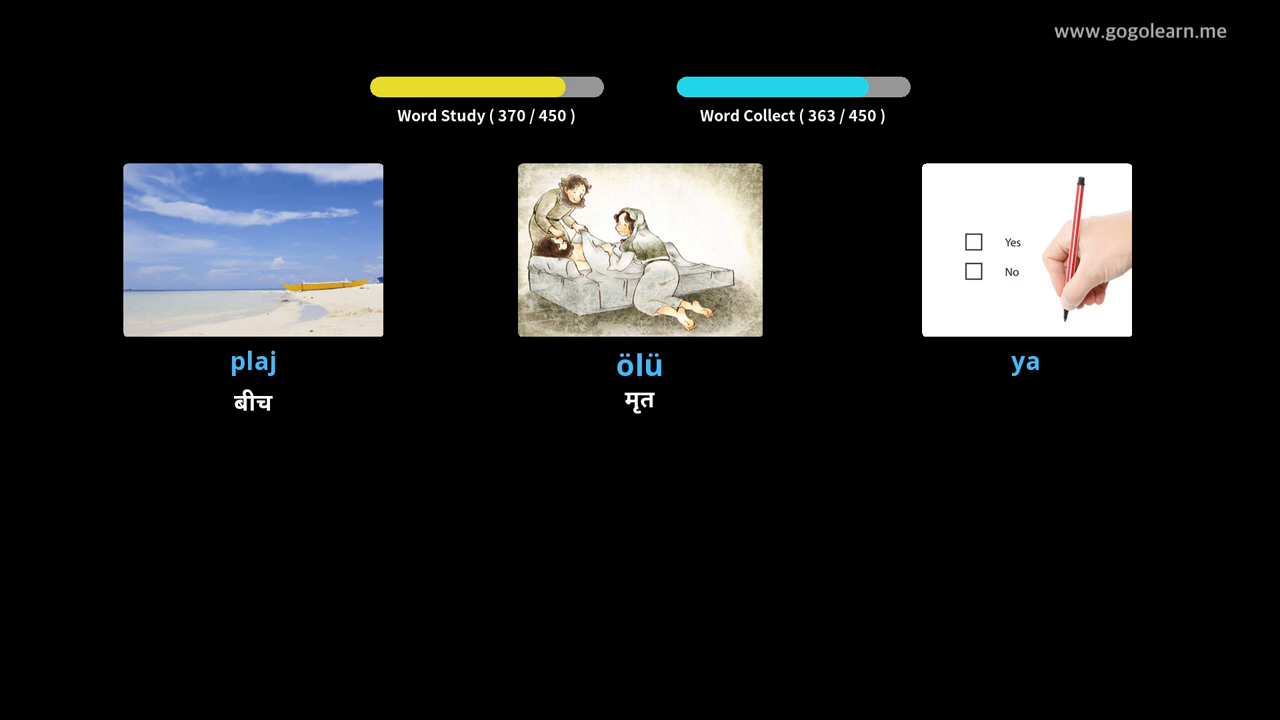 www.gogolearn.me
Word Study ( 370 / 450 )
Word Collect ( 363 / 450 )
Yes
No
plaj
ölü
ya
बीच
मृत